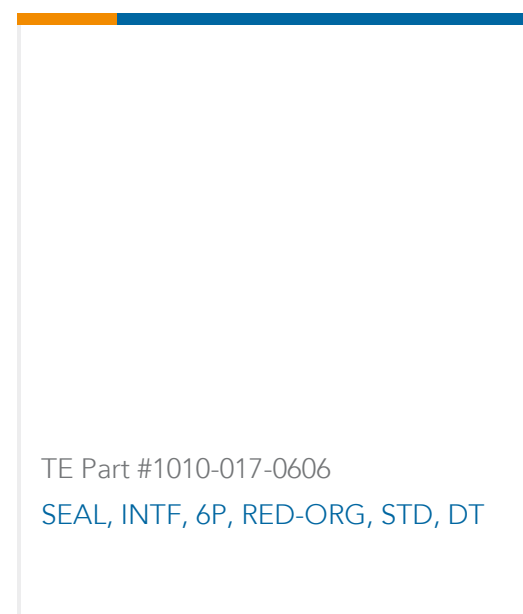 TE Part #1010-017-0606
SEAL, INTF, 6P, RED-ORG, STD, DT